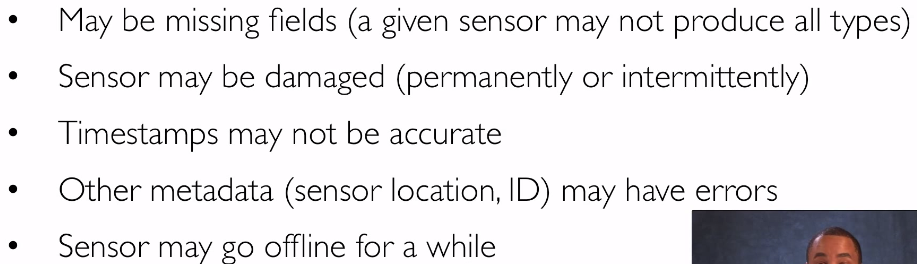 • May be missing fields (a given sensor may not produce all types)
• Sensor may be damaged (permanently or intermittently)
• Timestamps may not be accurate
• Other metadata (sensor location, ID) may have errors
• Sensor may go offline for a while